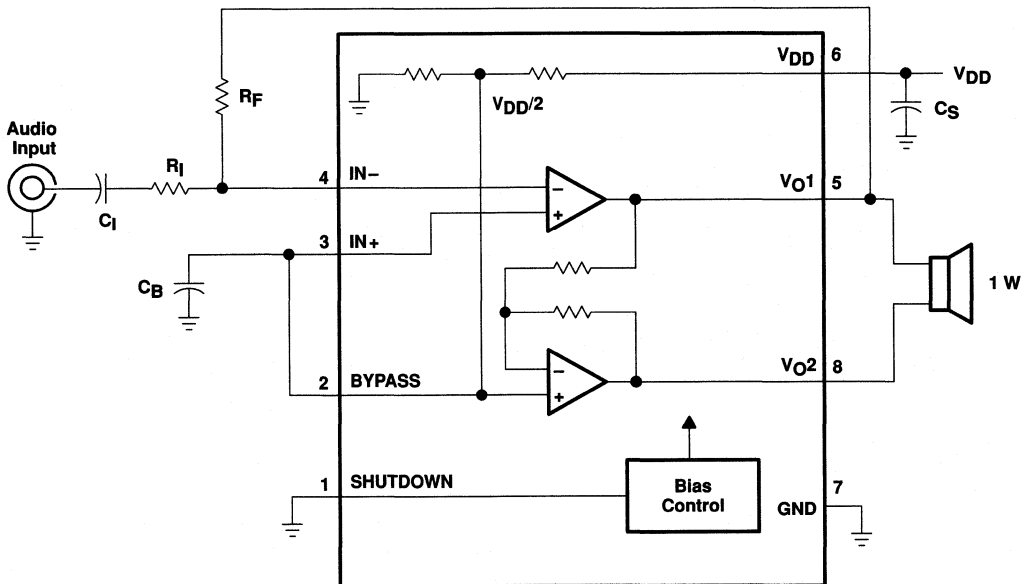 VDD 6
VDD
RF
VDD/2
CS
Audio
Input
RI
4 IN−
−
VO1 5
CI
+
3 IN+
CB
1 W
−
VO2 8
2 BYPASS
+
1 SHUTDOWN
Bias
Control
7
GND